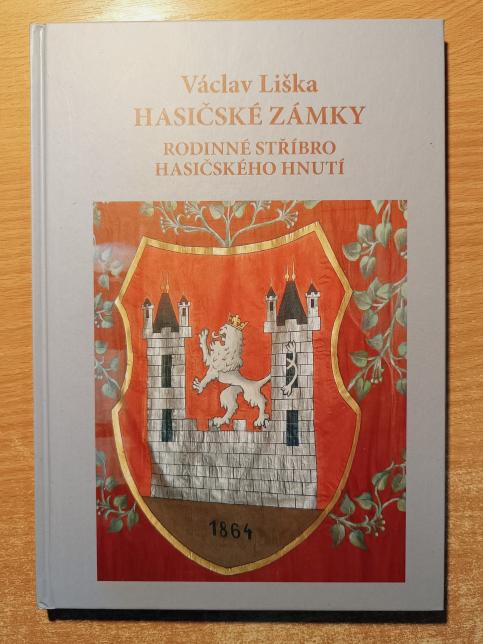 Václav Liška
HASIČSKÉ ZÁMKY
RODINNÉ STŘÍBRO
HASIČSKÉHO HNUTÍ
1864